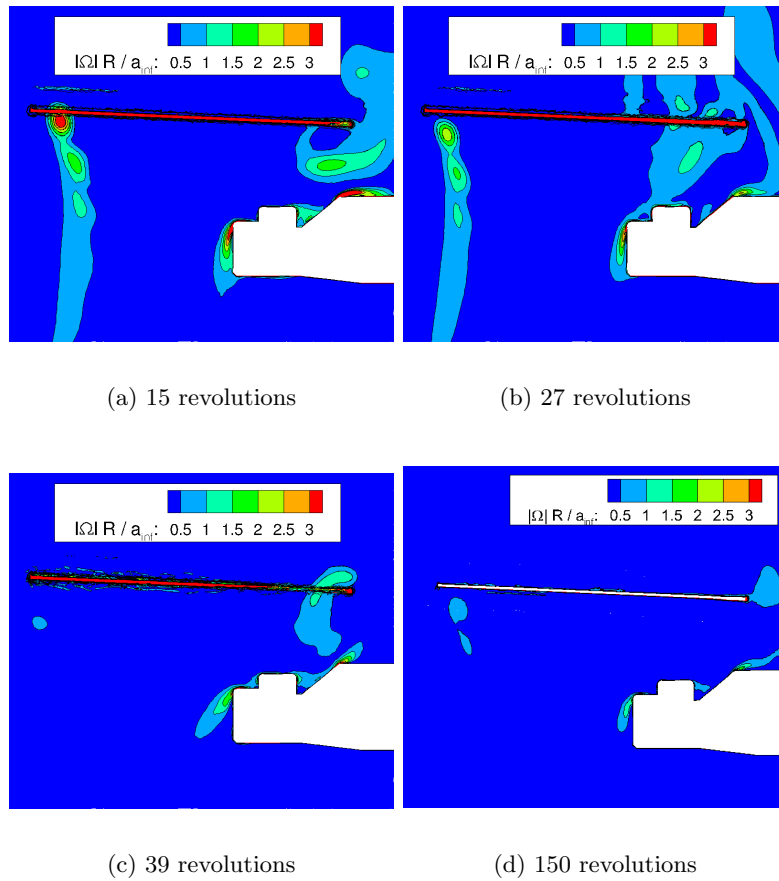 |Ω| R / a_inf: 0.5 1 1.5 2 2.5 3
|Ω| R / a_inf: 0.5 1 1.5 2 2.5 3
(a) 15 revolutions
(b) 27 revolutions
|Ω| R / a_inf: 0.5 1 1.5 2 2.5 3
|Ω| R / a_inf: 0.5 1 1.5 2 2.5 3
(c) 39 revolutions
(d) 150 revolutions